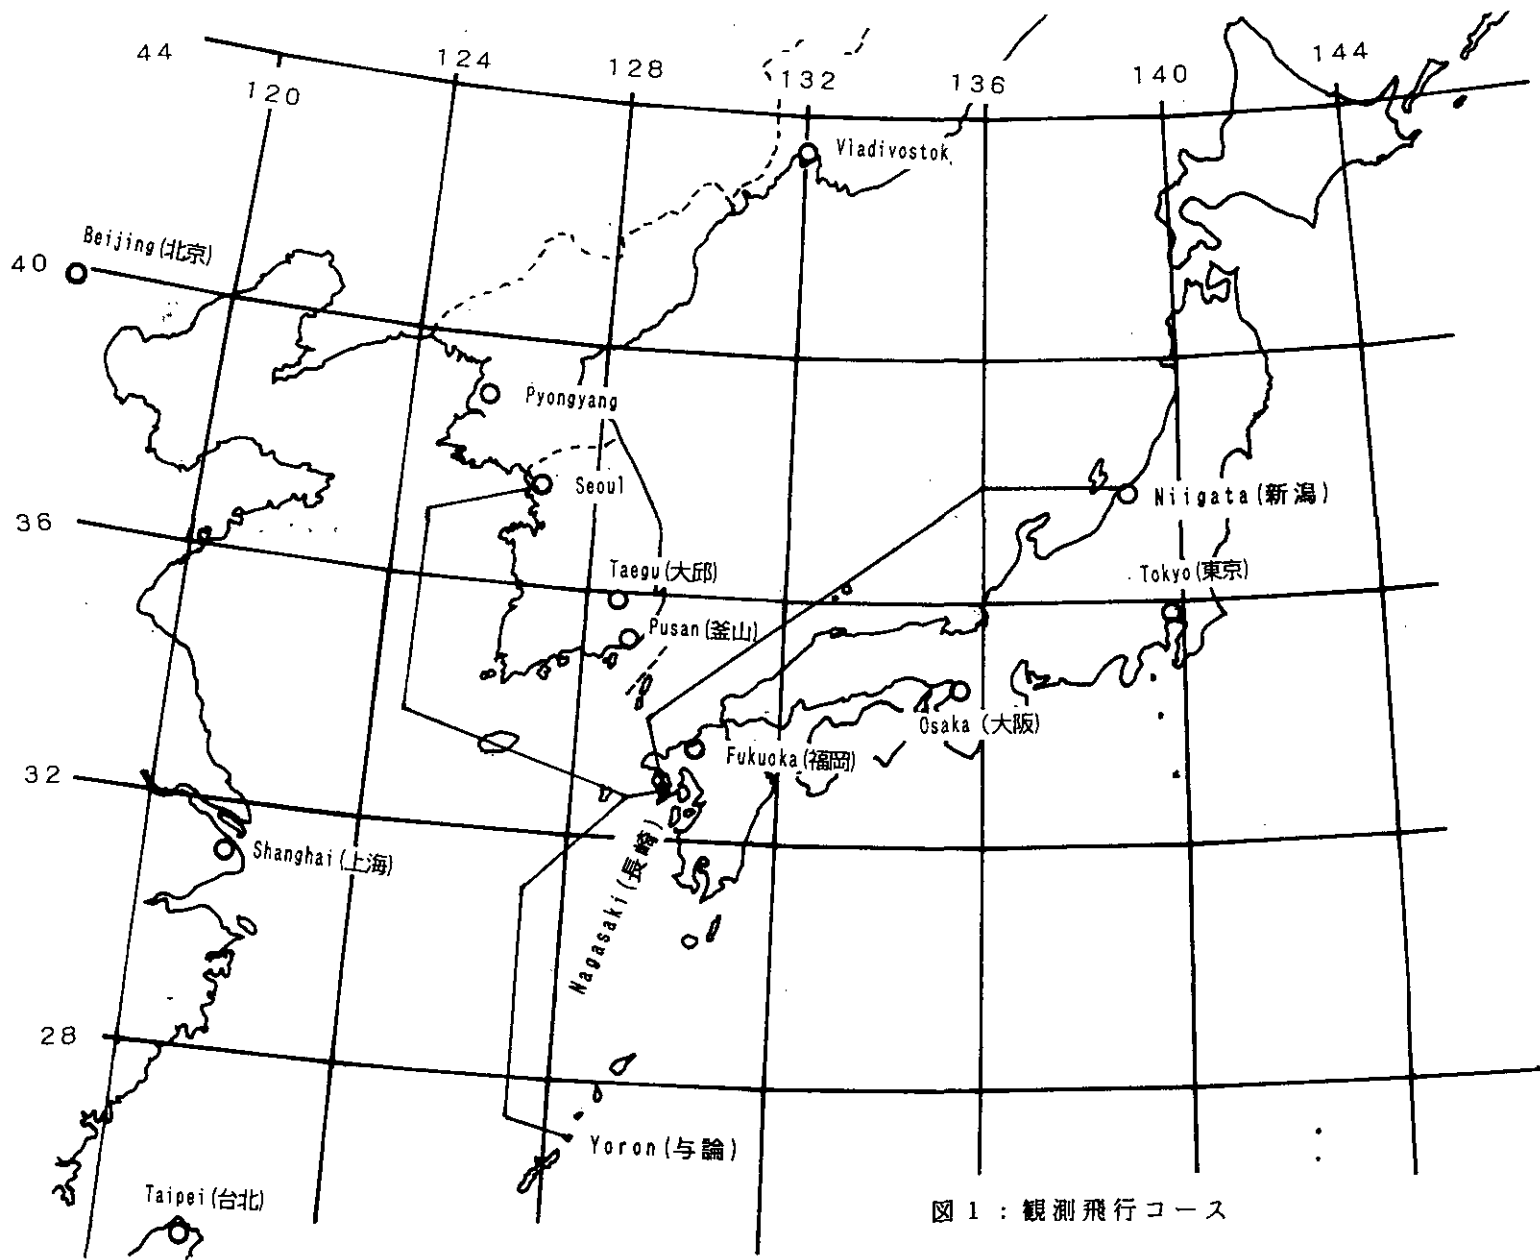 44
120
124
128
132
136
140
144
Vladivostok
Beijing(北京)
40
Pyongyang
Seoul
Niigata(新潟)
36
Taegu(大邱)
Tokyo(東京)
Pusan(釜山)
Osaka(大阪)
Fukuoka(福岡)
32
Shanghai(上海)
Nagasaki(長崎)
28
Yoron(与論)
Taipei(台北)
図1:観測飛行コース